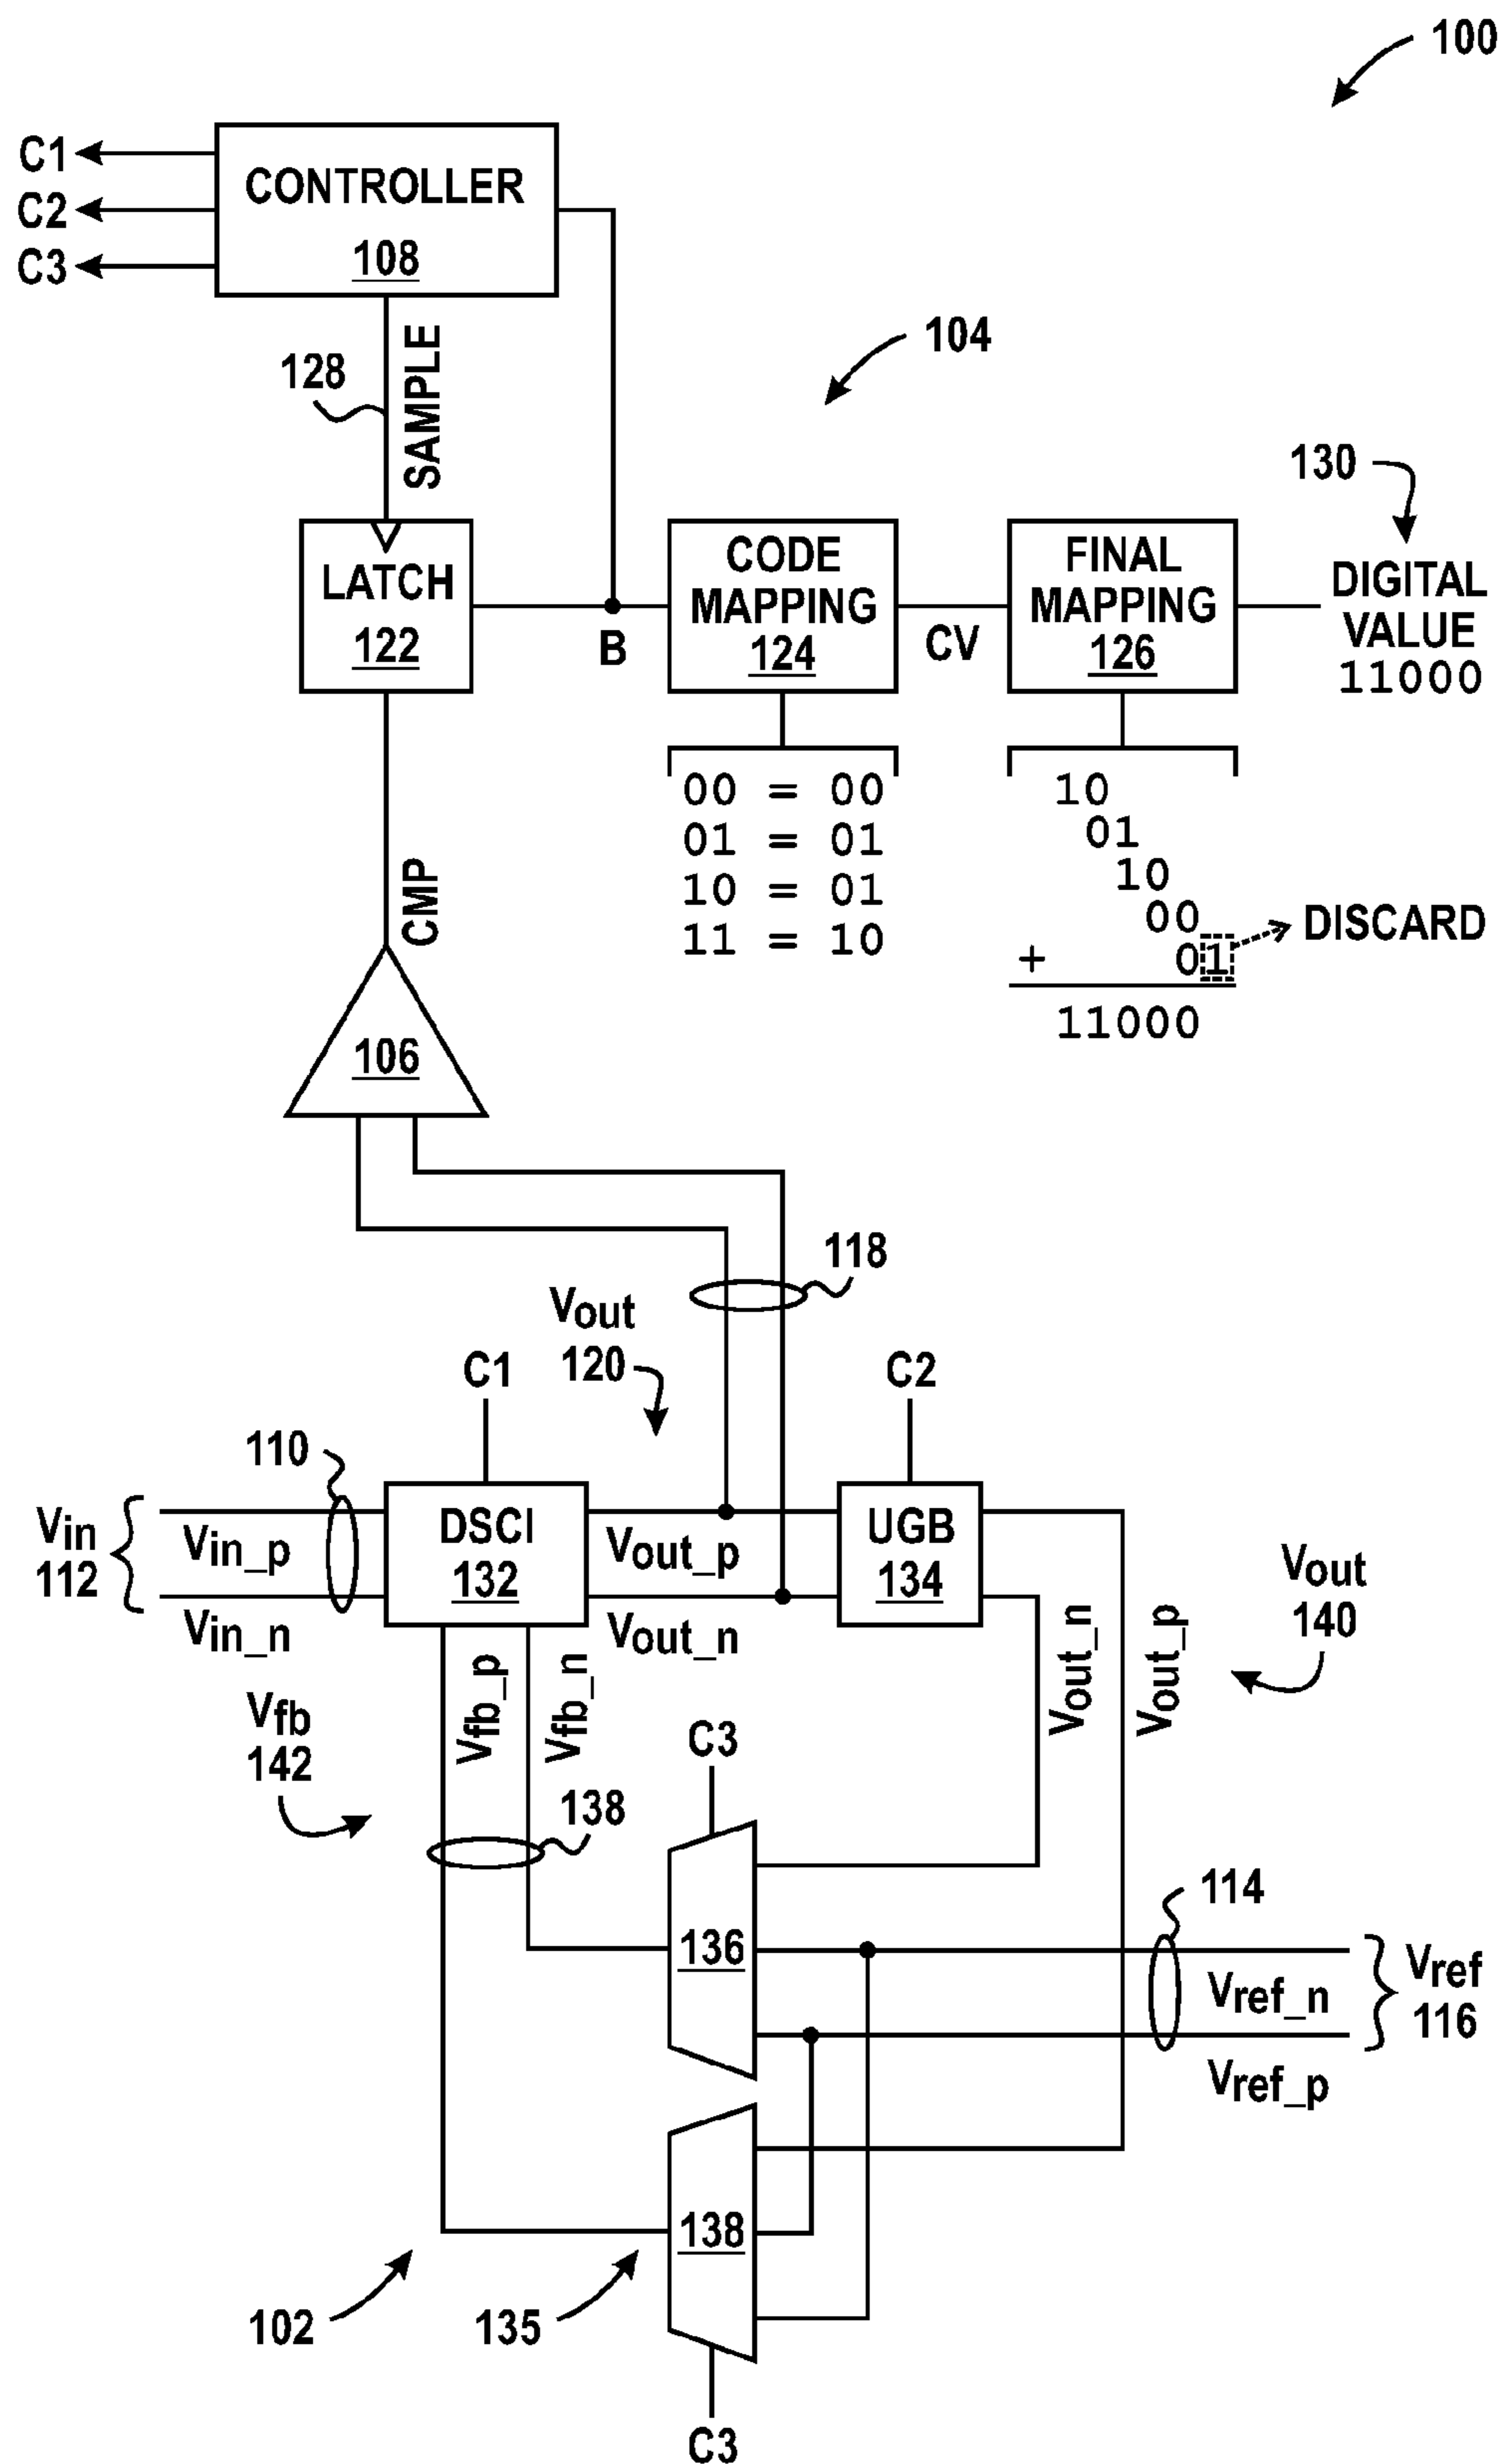 100
C1
C2
C3
CONTROLLER
108
128
SAMPLE
104
130
LATCH
122
B
CODE
MAPPING
124
CV
FINAL
MAPPING
126
DIGITAL
VALUE
11000
00 = 00
01 = 01
10 = 01
11 = 10
10
01
10
00
+ 01
DISCARD
11000
CMP
106
118
Vout
120
C1
C2
110
Vin
112
Vin_p
Vin_n
DSCI
132
Vout_p
Vout_n
UGB
134
Vout_n
Vout_p
Vout
140
Vfb_p
Vfb_n
Vfb
142
C3
138
136
114
Vref_n
Vref_p
Vref
116
138
102
135
C3